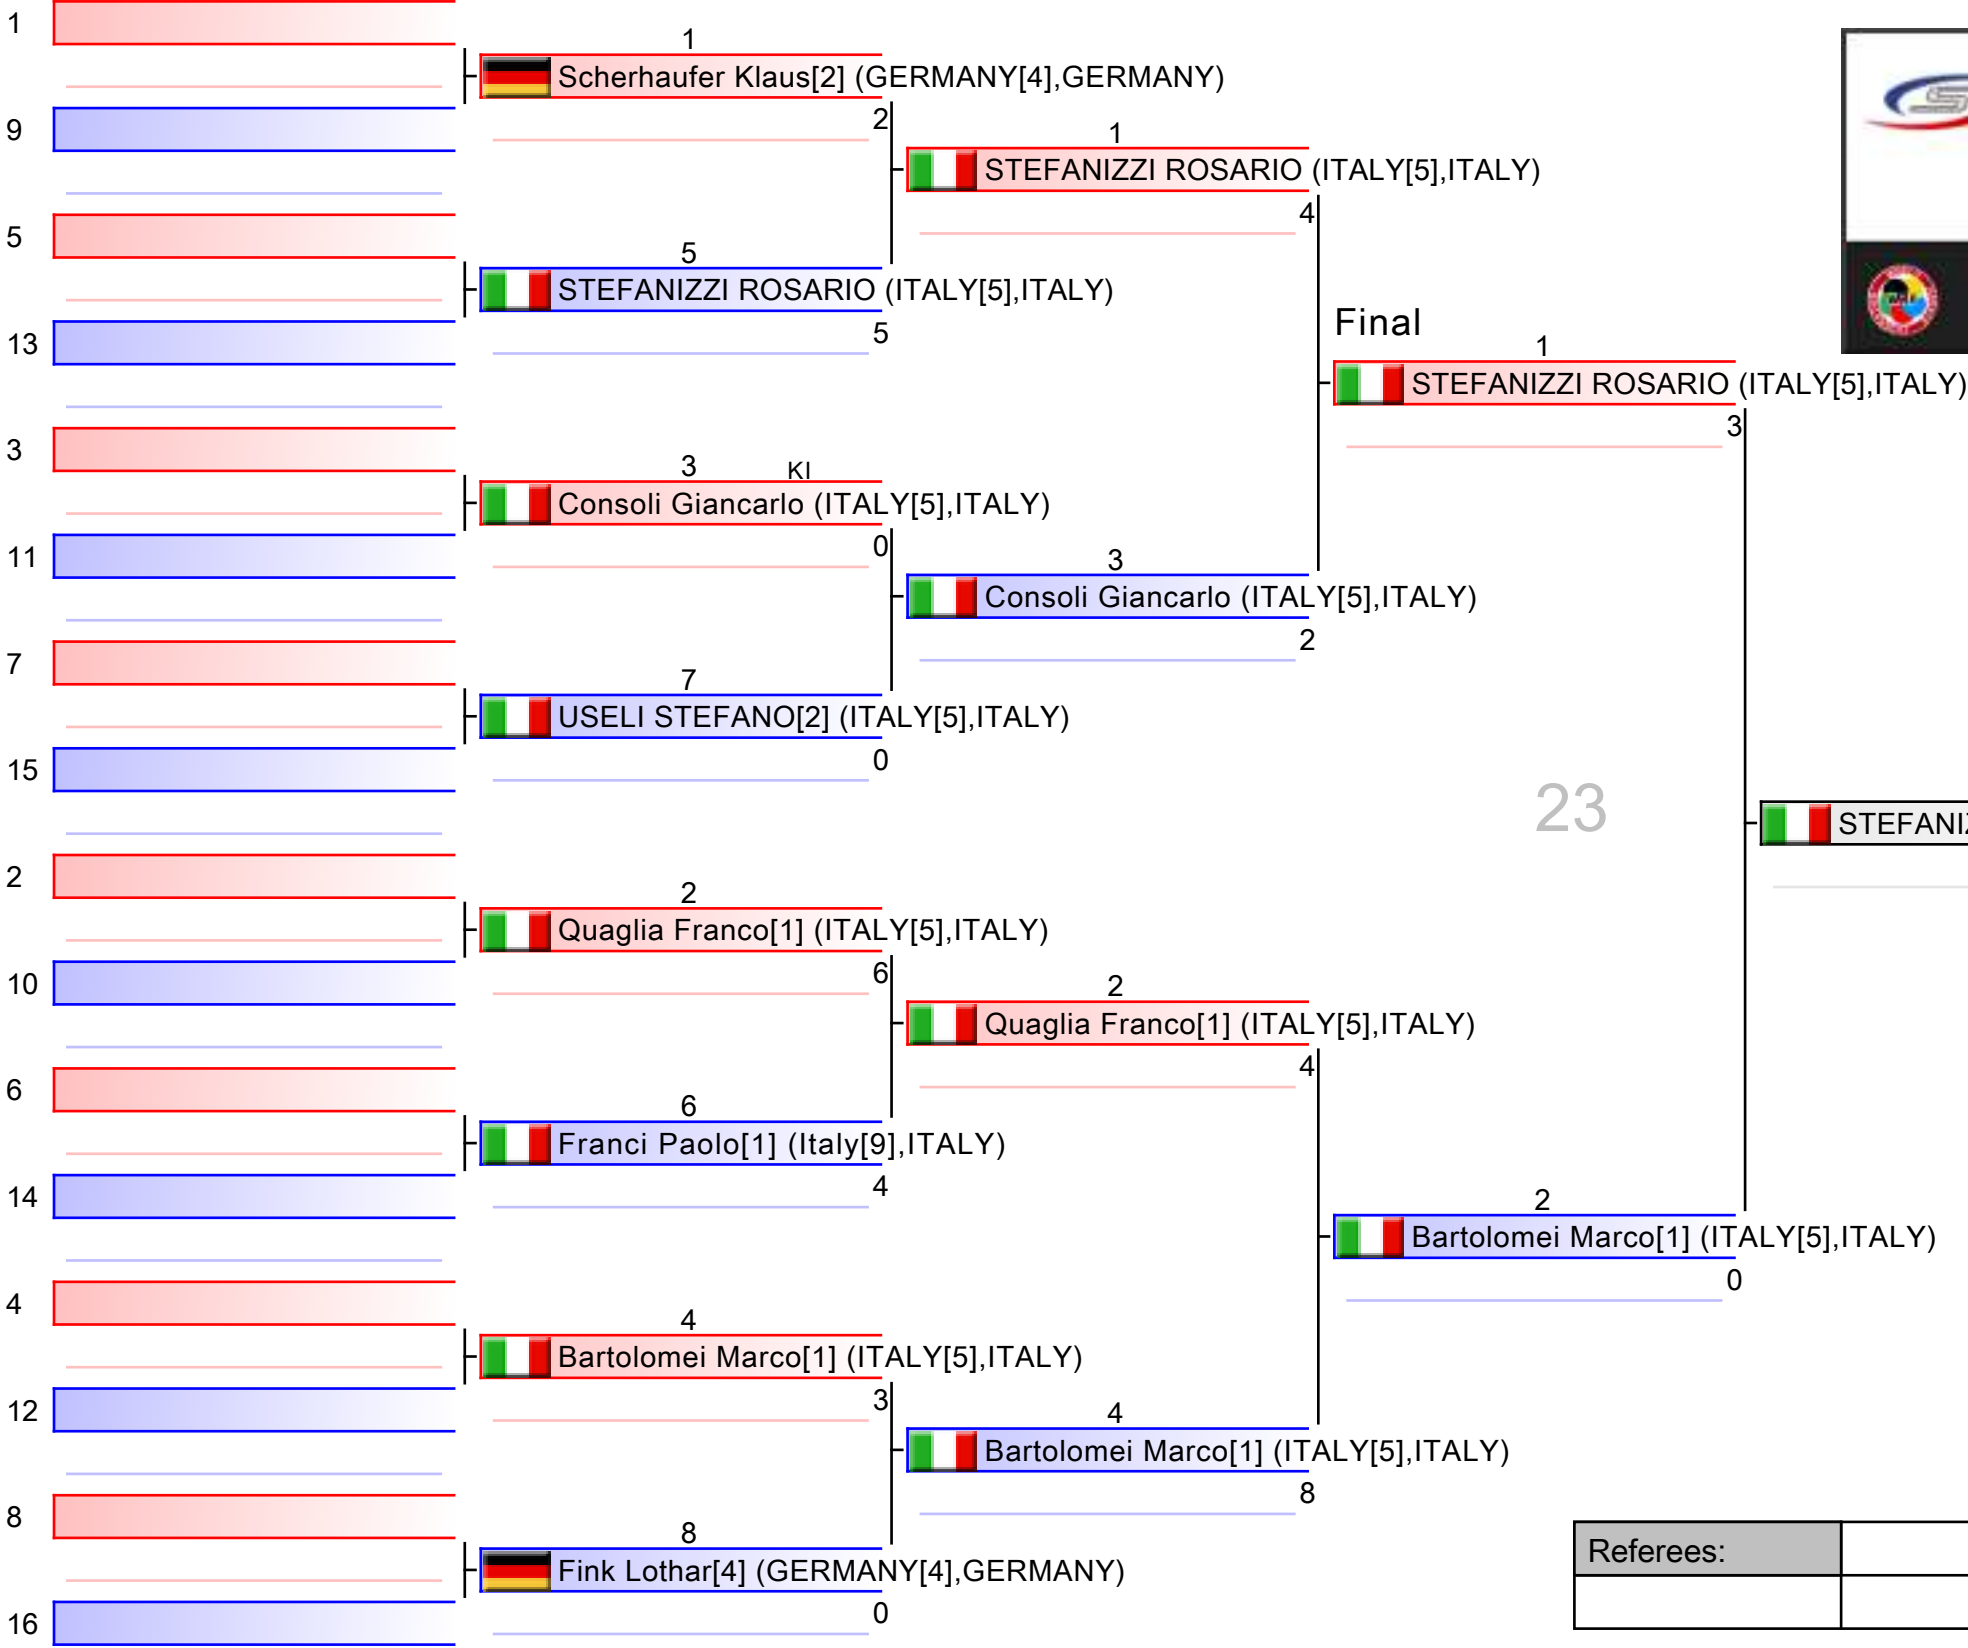 1
1
Scherhaufer Klaus[2] (GERMANY[4],GERMANY)
2
9
1
STEFANIZZI ROSARIO (ITALY[5],ITALY)
4
5
5
STEFANIZZI ROSARIO (ITALY[5],ITALY)
5
13
Final
1
STEFANIZZI ROSARIO (ITALY[5],ITALY)
3
3
3 KI
Consoli Giancarlo (ITALY[5],ITALY)
0
11
3
Consoli Giancarlo (ITALY[5],ITALY)
2
7
7
USELI STEFANO[2] (ITALY[5],ITALY)
0
15
23
2
2
Quaglia Franco[1] (ITALY[5],ITALY)
6
10
2
Quaglia Franco[1] (ITALY[5],ITALY)
4
6
6
Franci Paolo[1] (Italy[9],ITALY)
4
14
2
Bartolomei Marco[1] (ITALY[5],ITALY)
0
4
4
Bartolomei Marco[1] (ITALY[5],ITALY)
3
12
4
Bartolomei Marco[1] (ITALY[5],ITALY)
8
8
8
Fink Lothar[4] (GERMANY[4],GERMANY)
0
16
Referees: